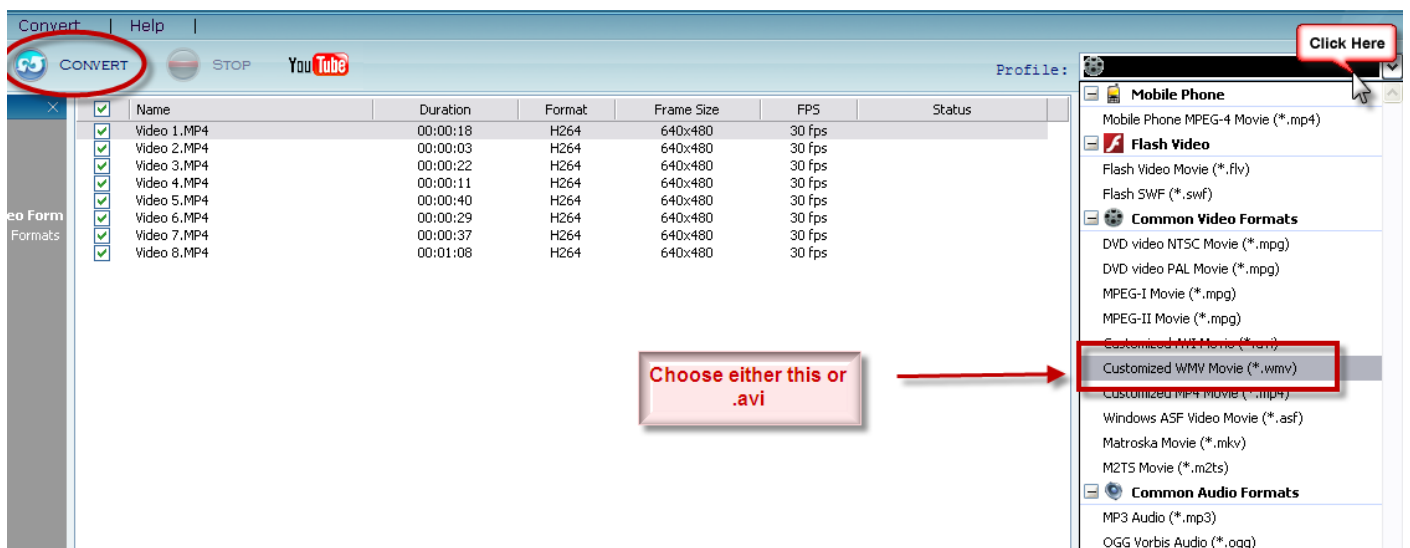 Convert | Help |
CONVERT STOP YouTube
Click Here
Profile:
Name Duration Format Frame Size FPS Status
Video 1.MP4 00:00:18 H264 640x480 30 fps
Video 2.MP4 00:00:03 H264 640x480 30 fps
Video 3.MP4 00:00:22 H264 640x480 30 fps
Video 4.MP4 00:00:11 H264 640x480 30 fps
Video 5.MP4 00:00:40 H264 640x480 30 fps
Video 6.MP4 00:00:29 H264 640x480 30 fps
Video 7.MP4 00:00:37 H264 640x480 30 fps
Video 8.MP4 00:01:08 H264 640x480 30 fps
eo Form
Formats
Choose either this or
.avi
Mobile Phone
Mobile Phone MPEG-4 Movie (*.mp4)
Flash Video
Flash Video Movie (*.flv)
Flash SWF (*.swf)
Common Video Formats
DVD video NTSC Movie (*.mpg)
DVD video PAL Movie (*.mpg)
MPEG-I Movie (*.mpg)
MPEG-II Movie (*.mpg)
Customized AVI Movie (*.avi)
Customized WMV Movie (*.wmv)
Customized MP4 Movie (*.mp4)
Windows ASF Video Movie (*.asf)
Matroska Movie (*.mkv)
M2TS Movie (*.m2ts)
Common Audio Formats
MP3 Audio (*.mp3)
OGG Vorbis Audio (*.ogg)